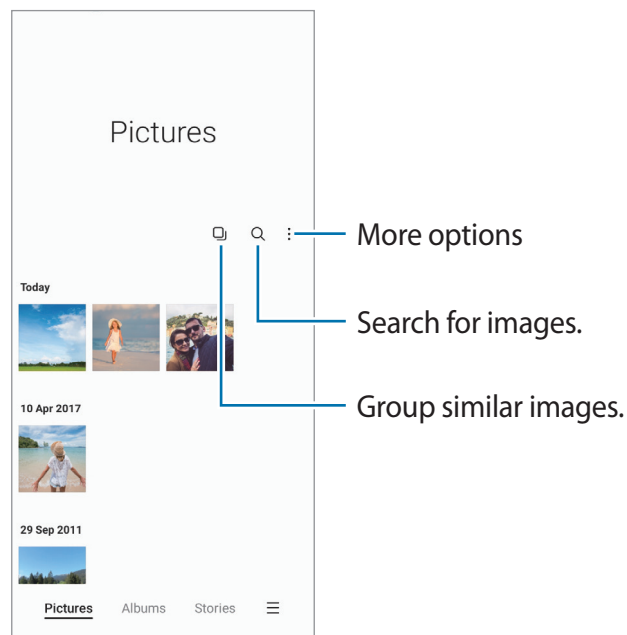 Pictures
More options
Today
Search for images.
Group similar images.
10 Apr 2017
29 Sep 2011
Pictures Albums Stories